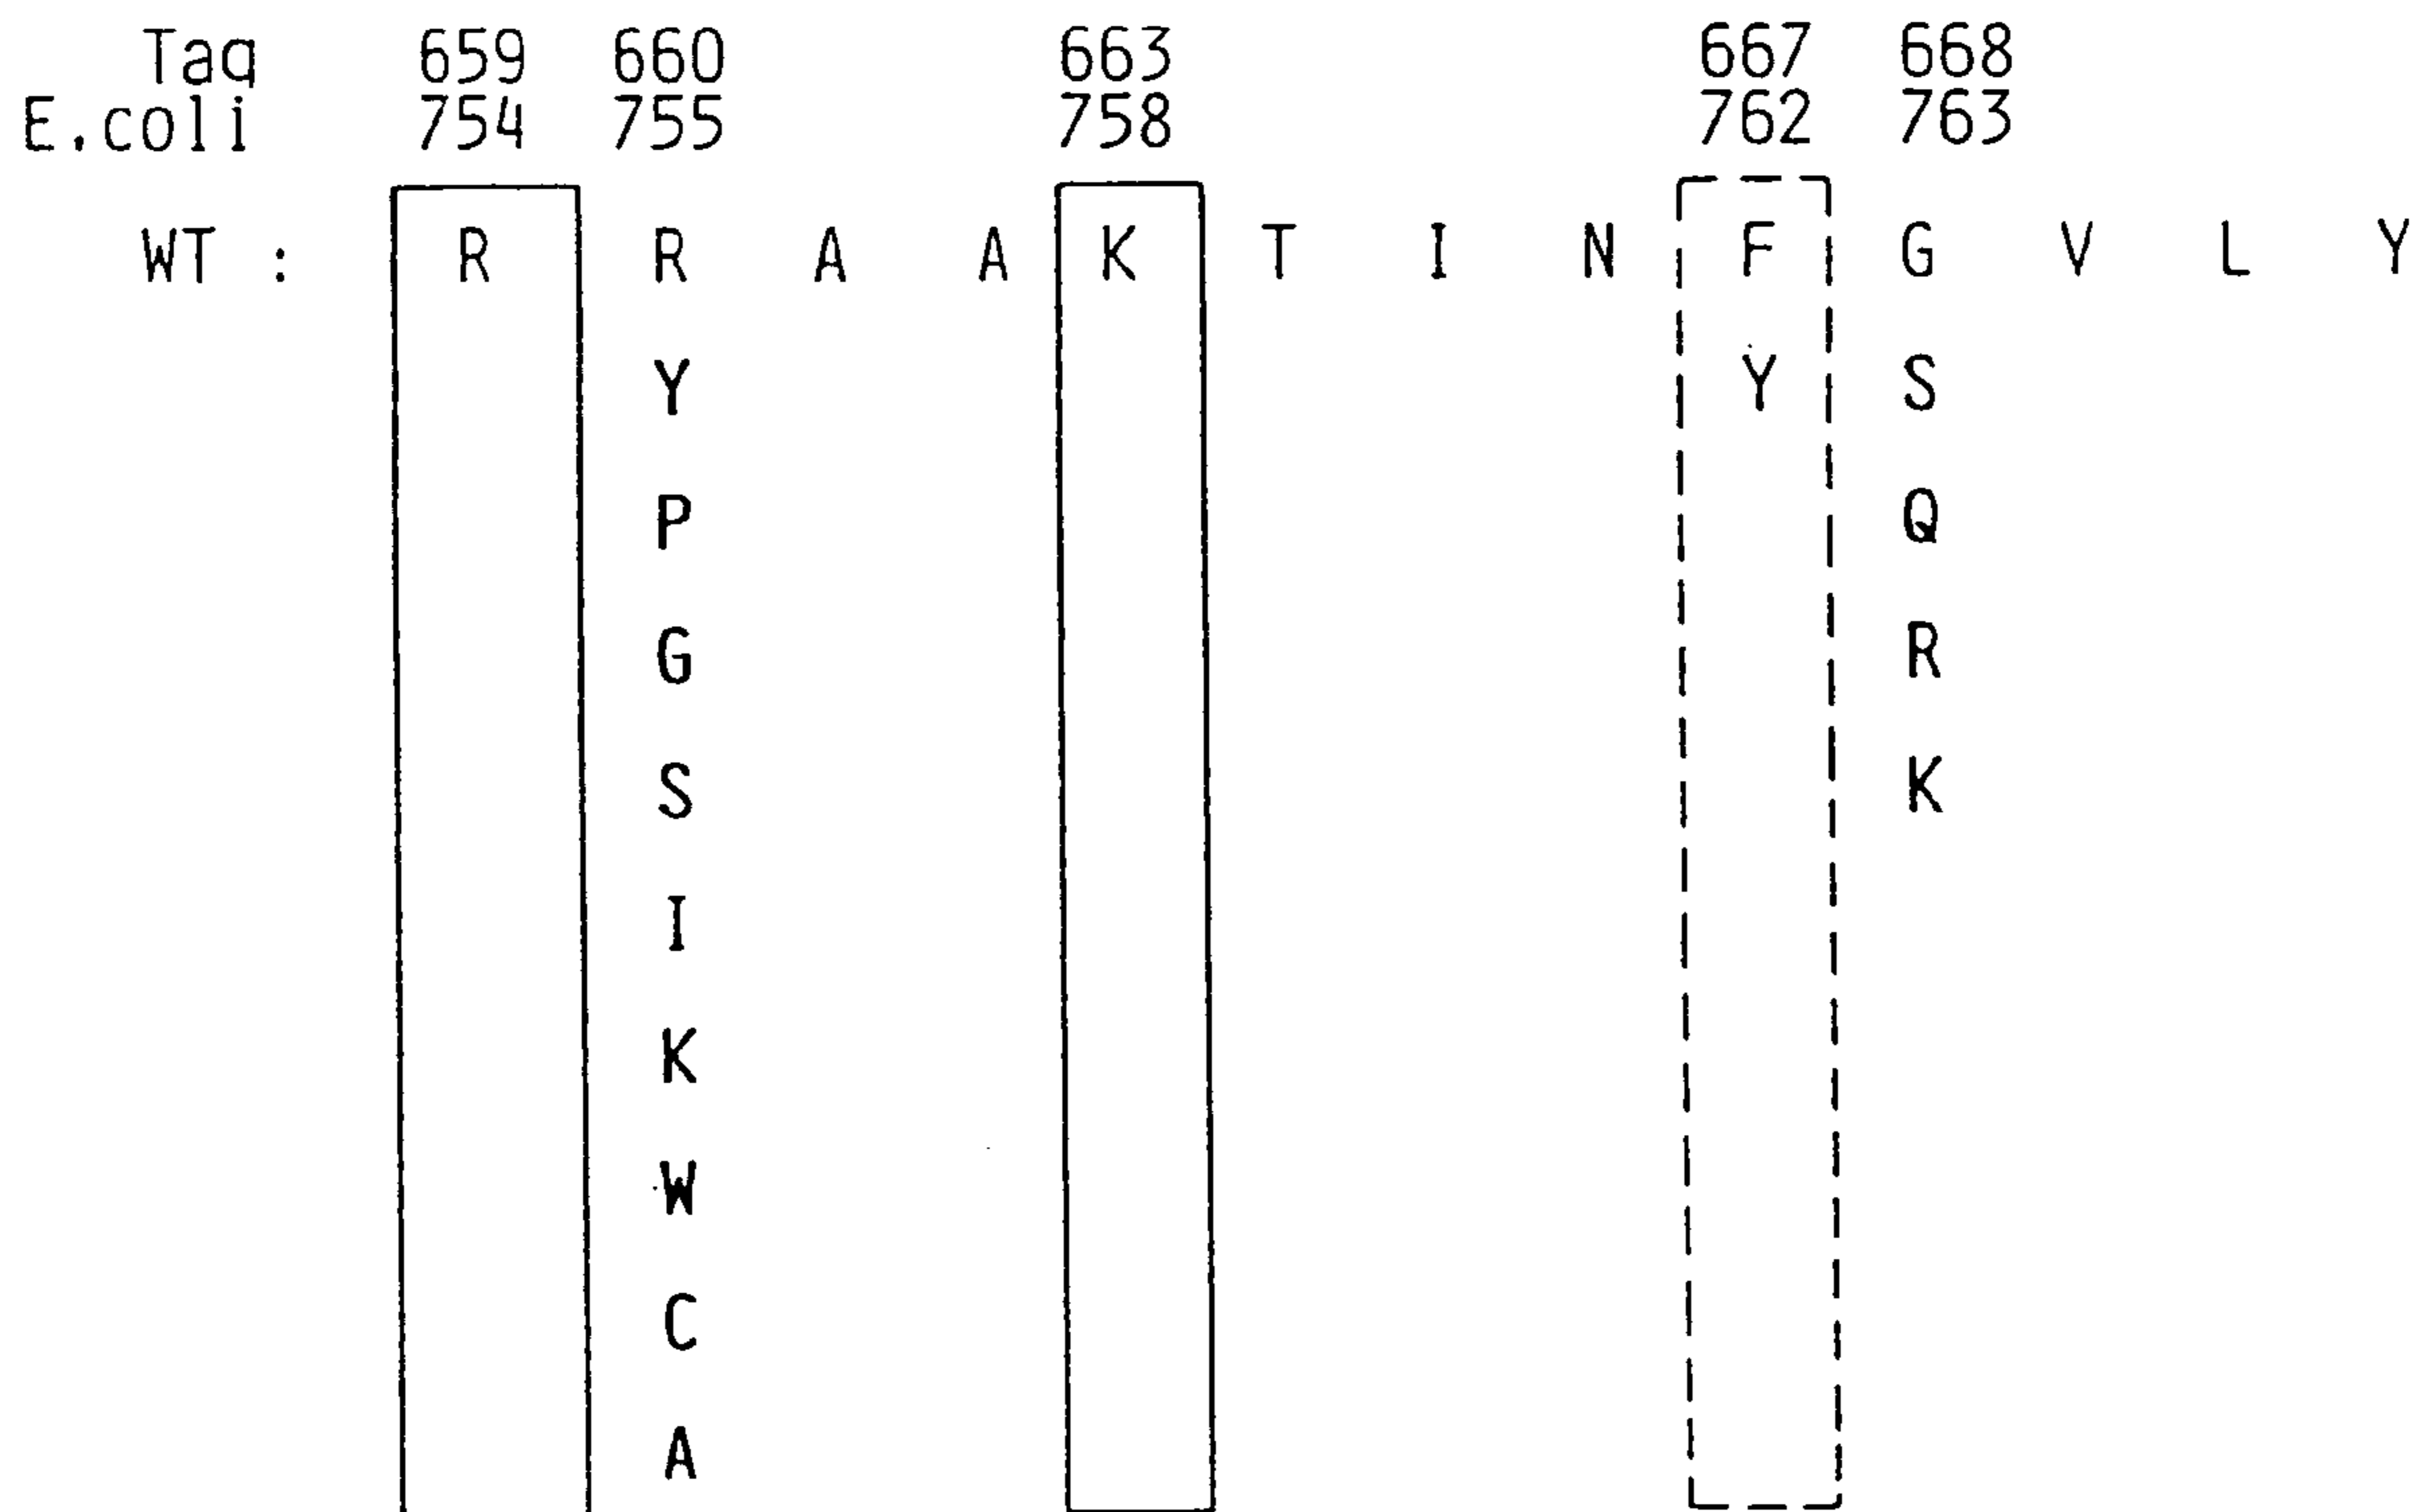 Taq 659 660 663 667 668
E.coli 754 755 758 762 763
WT : R R A A K T I N F G V L Y
Y Y S
P Q
G R
S K
I
K
W
C
A